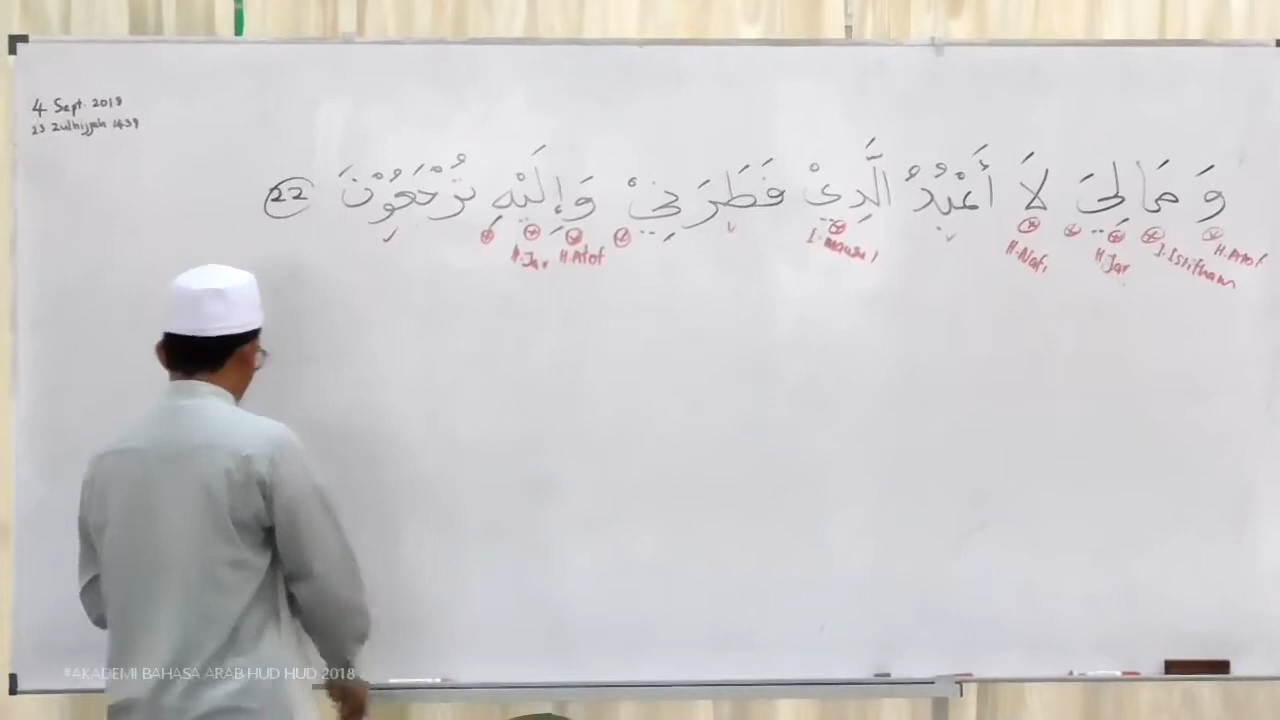 4 Sept. 2018
23 Zulhijjah 1439
وَمَالِيَ لَا أَعْبُدُ الَّذِىْ فَطَرَنِيْ وَإِلَيْهِ تُرْجَعُوْنَ (22)
H.Atof I.Istifham H.Jar H.Nafi I.Mausul H.Atof H.Jar
#AKADEMI BAHASA ARAB HUD HUD 2018